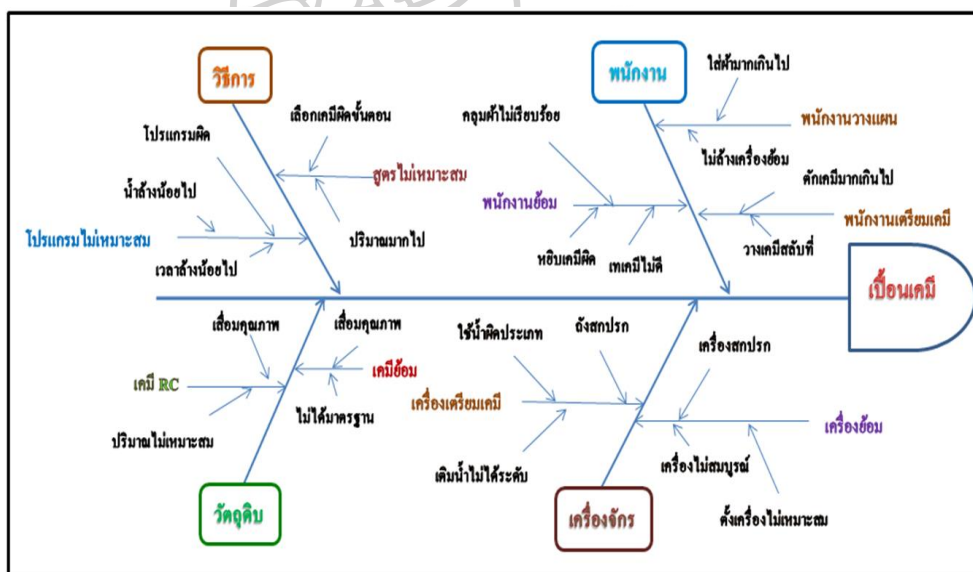 วิธีการ
พนักงาน
ใส่ผ้ามากเกินไป
เลือกเคมีผิดขั้นตอน
คลุมผ้าไม่เรียบร้อย
พนักงานวางแผน
โปรแกรมผิด
ไม่ล้างเครื่องย้อม
สูตรไม่เหมาะสม
ตักเคมีมากเกินไป
น้ำล้างน้อยไป
พนักงานย้อม
พนักงานเตรียมเคมี
โปรแกรมไม่เหมาะสม
ปริมาณมากไป
วางเคมีสลับที่
หยิบเคมีผิด
เทเคมีไม่ดี
เวลาล้างน้อยไป
เปื้อนเคมี
เสื่อมคุณภาพ
เสื่อมคุณภาพ
ใช้น้ำผิดประเภท
ถังสกปรก
เครื่องสกปรก
เคมี RC
เคมีย้อม
เครื่องเตรียมเคมี
ไม่ได้มาตรฐาน
เครื่องย้อม
ปริมาณไม่เหมาะสม
เติมน้ำไม่ได้ระดับ
เครื่องไม่สมบูรณ์
วัตถุดิบ
เครื่องจักร
ตั้งเครื่องไม่เหมาะสม